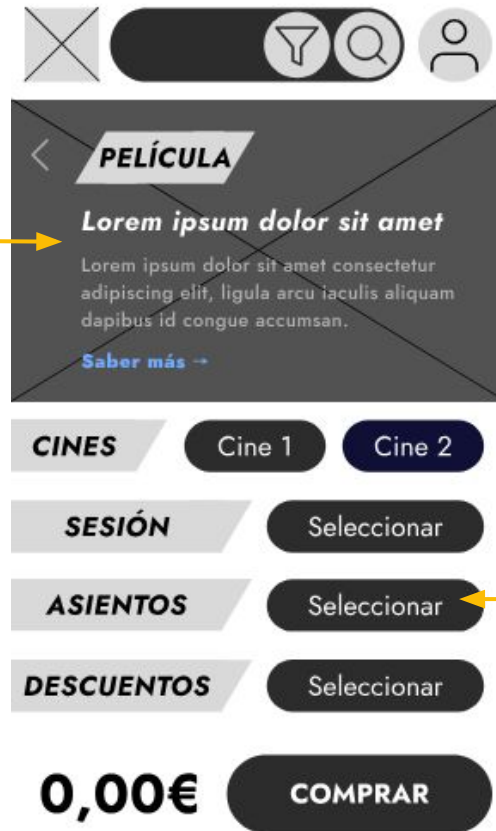 PELÍCULA
Lorem ipsum dolor sit amet
Lorem ipsum dolor sit amet consectetur
adipiscing elit, ligula arcu iaculis aliquam
dapibus id congue accumsan.
Saber más →
CINES Cine 1 Cine 2
SESIÓN Seleccionar
ASIENTOS Seleccionar
DESCUENTOS Seleccionar
0,00€ COMPRAR